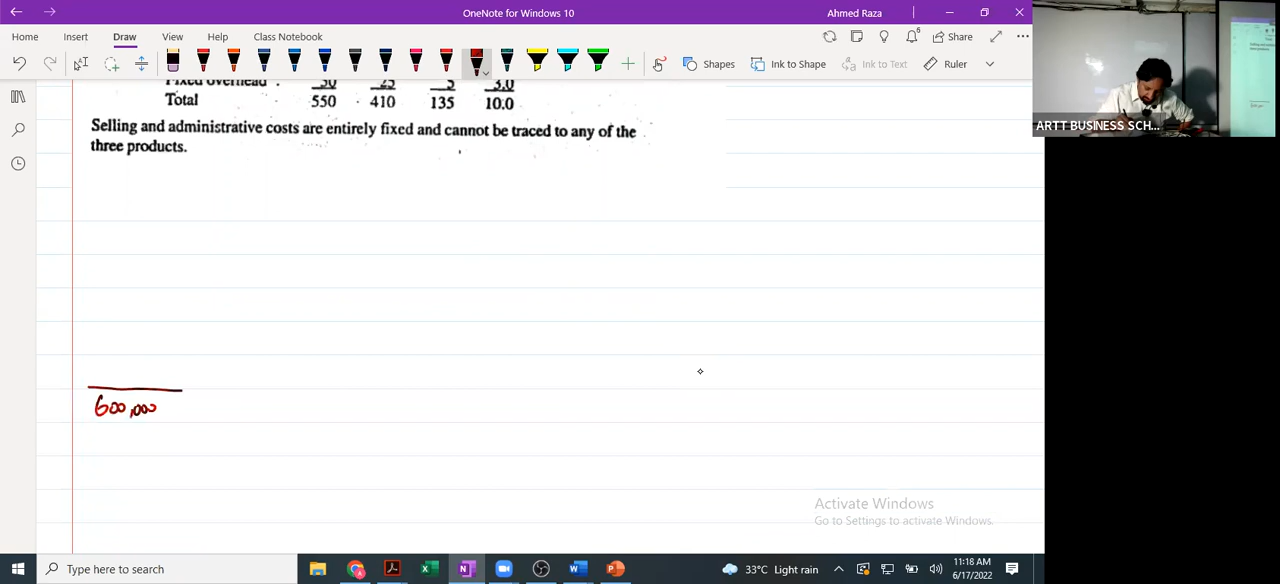 OneNote for Windows 10
Ahmed Raza
Home Insert Draw View Help Class Notebook
6 Share
Shapes Ink to Shape Ink to Text Ruler
Fixed overhead . 50 25 5 3.0
Total 550 410 135 10.0
Selling and administrative costs are entirely fixed and cannot be traced to any of the
three products.
600,000
ARTT BUSINESS SCH...
Activate Windows
Go to Settings to activate Windows.
Type here to search
33°C Light rain
11:18 AM
6/17/2022